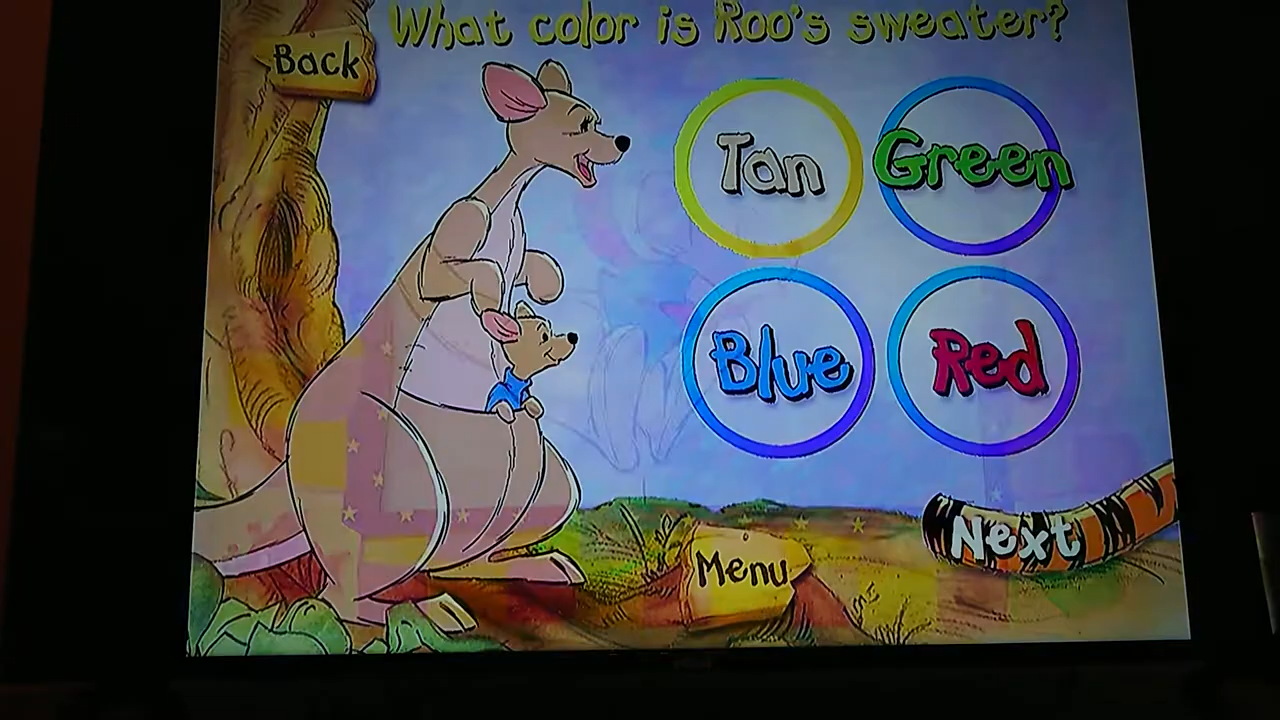 What color is Roo's sweater?
Back
Tan
Green
Blue
Red
Next
Menu